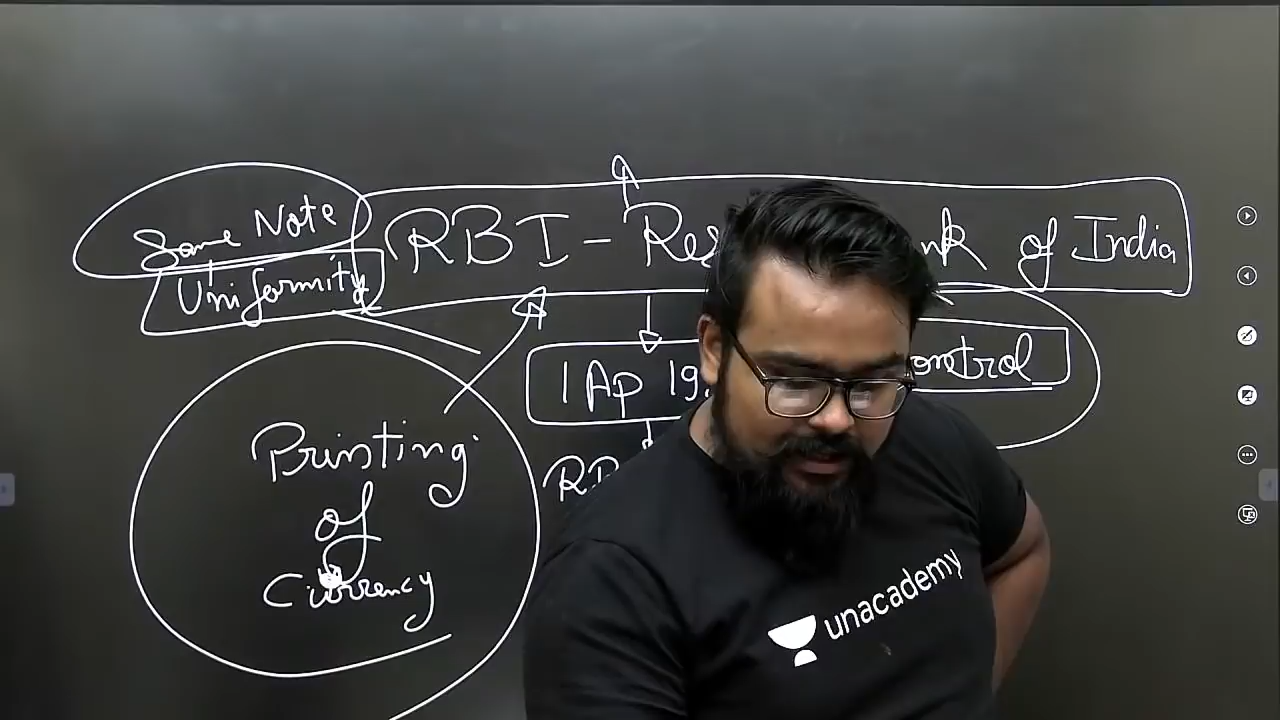 Same Note
Uniformity
RBI - Res nk of India
1 Ap 19
ontrol
Printing
of
Currency
RB
unacademy